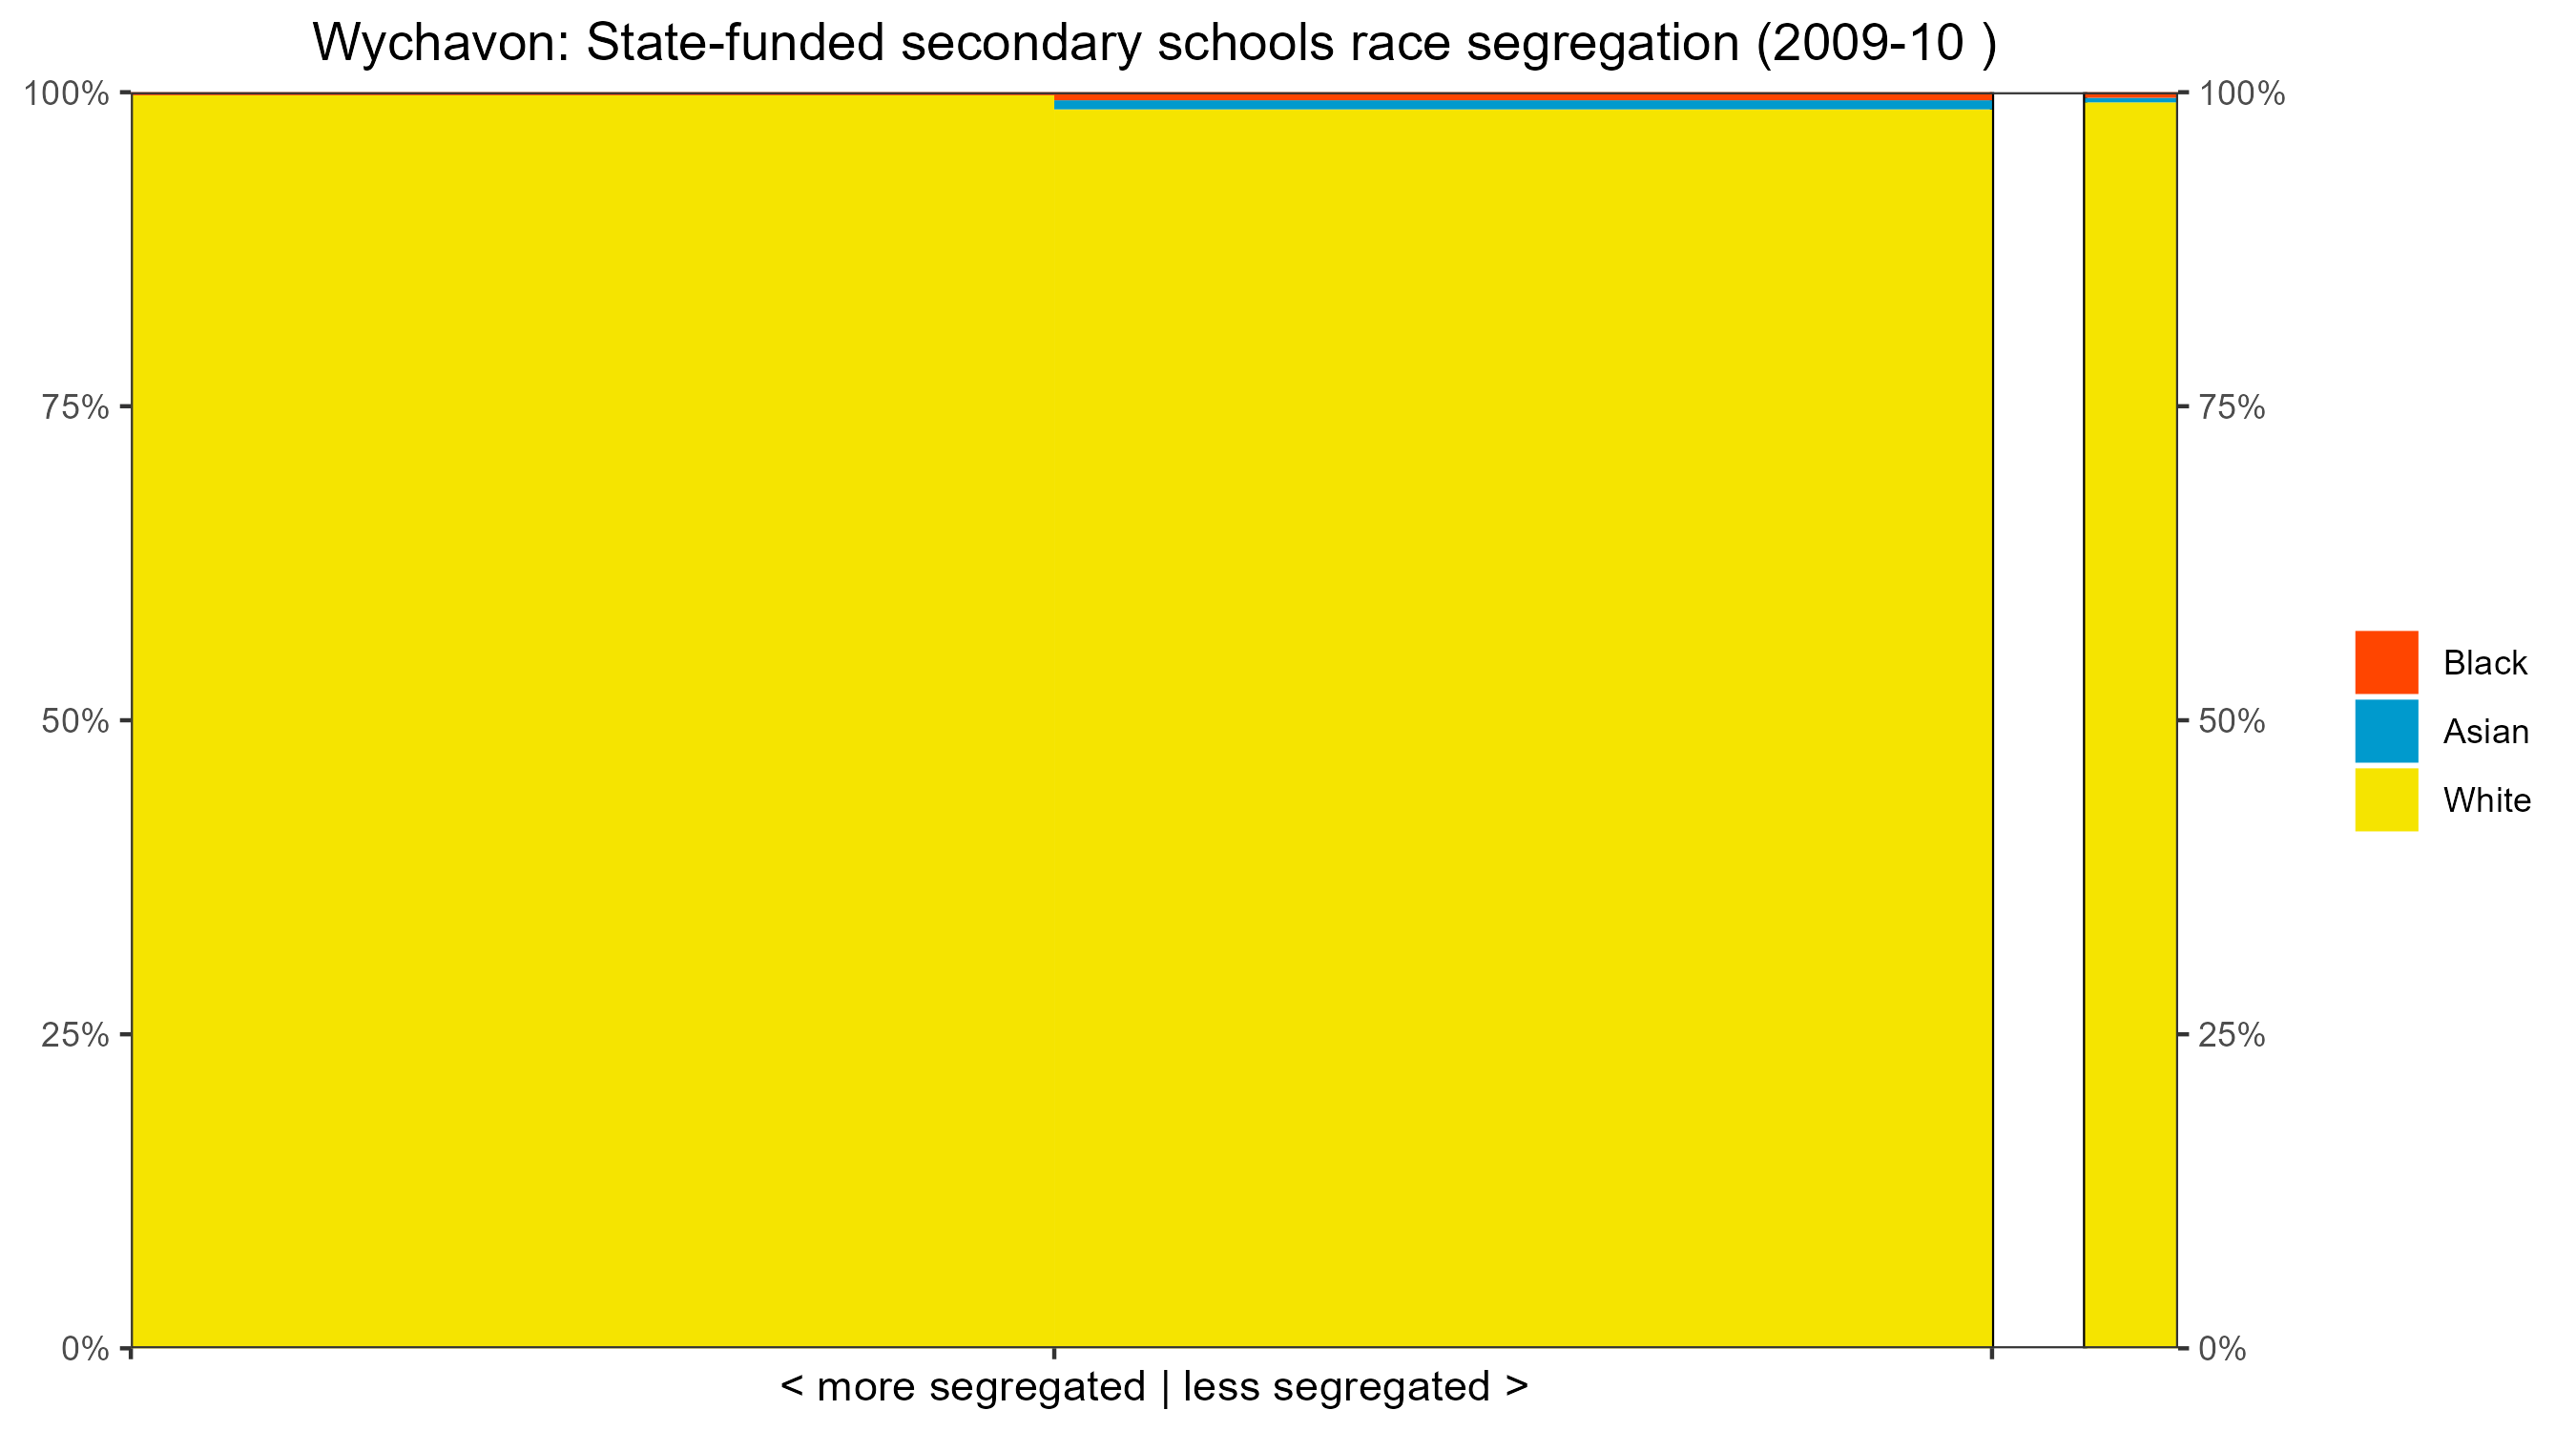 Wychavon: State-funded secondary schools race segregation (2009-10 )
100%
75%
50%
25%
0%
100%
75%
50%
25%
0%
Black
Asian
White
< more segregated | less segregated >